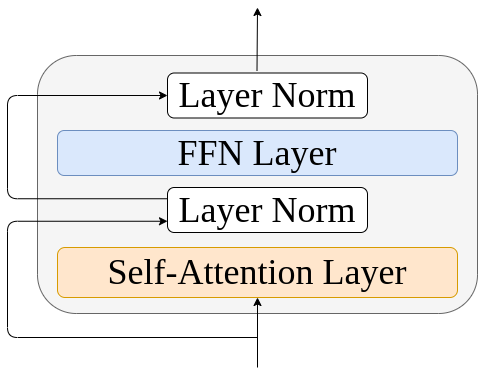 Layer Norm
FFN Layer
Layer Norm
Self-Attention Layer